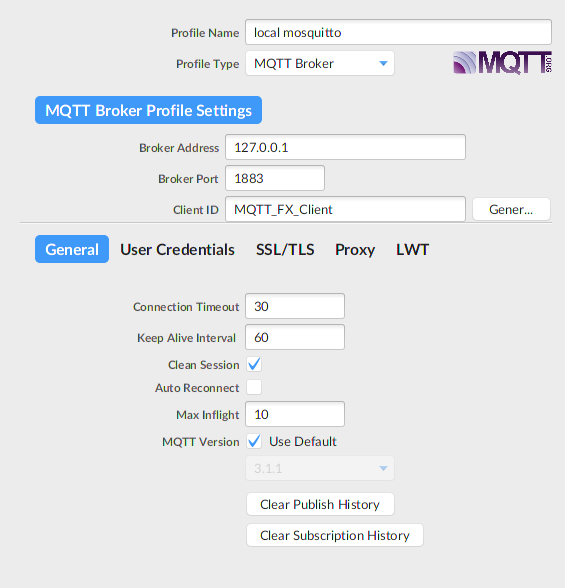 Profile Name local mosquitto
Profile Type MQTT Broker
MQTT.ORG
MQTT Broker Profile Settings
Broker Address 127.0.0.1
Broker Port 1883
Client ID MQTT_FX_Client Gener...
General User Credentials SSL/TLS Proxy LWT
Connection Timeout 30
Keep Alive Interval 60
Clean Session
Auto Reconnect
Max Inflight 10
MQTT Version Use Default
3.1.1
Clear Publish History
Clear Subscription History